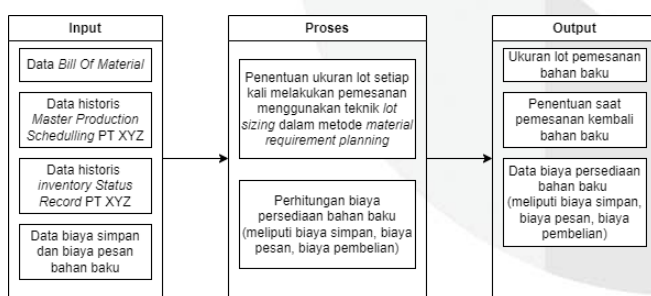 Input
Data Bill Of Material
Data historis
Master Production
Schedulling PT XYZ
Data historis
inventory Status
Record PT XYZ
Data biaya simpan
dan biaya pesan
bahan baku
Proses
Penentuan ukuran lot setiap
kali melakukan pemesanan
menggunakan teknik lot
sizing dalam metode material
requirement planning
Perhitungan biaya
persediaan bahan baku
(meliputi biaya simpan, biaya
pesan, biaya pembelian)
Output
Ukuran lot pemesanan
bahan baku
Penentuan saat
pemesanan kembali
bahan baku
Data biaya persediaan
bahan baku
(meliputi biaya simpan,
biaya pesan, biaya
pembelian)